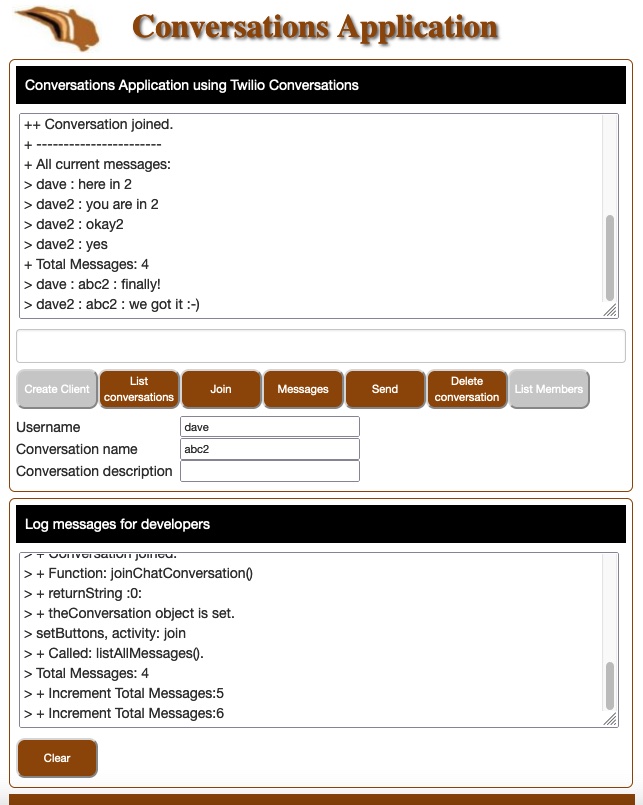 Conversations Application
Conversations Application using Twilio Conversations
++ Conversation joined.
+ -----------------------
+ All current messages:
> dave : here in 2
> dave2 : you are in 2
> dave2 : okay2
> dave2 : yes
+ Total Messages: 4
> dave : abc2 : finally!
> dave2 : abc2 : we got it :-)
Create Client
List
conversations
Join
Messages
Send
Delete
conversation
List Members
Username
dave
Conversation name
abc2
Conversation description
Log messages for developers
> + Conversation joined.
> + Function: joinChatConversation()
> + returnString :0:
> + theConversation object is set.
> setButtons, activity: join
> + Called: listAllMessages().
> Total Messages: 4
> + Increment Total Messages:5
> + Increment Total Messages:6
Clear